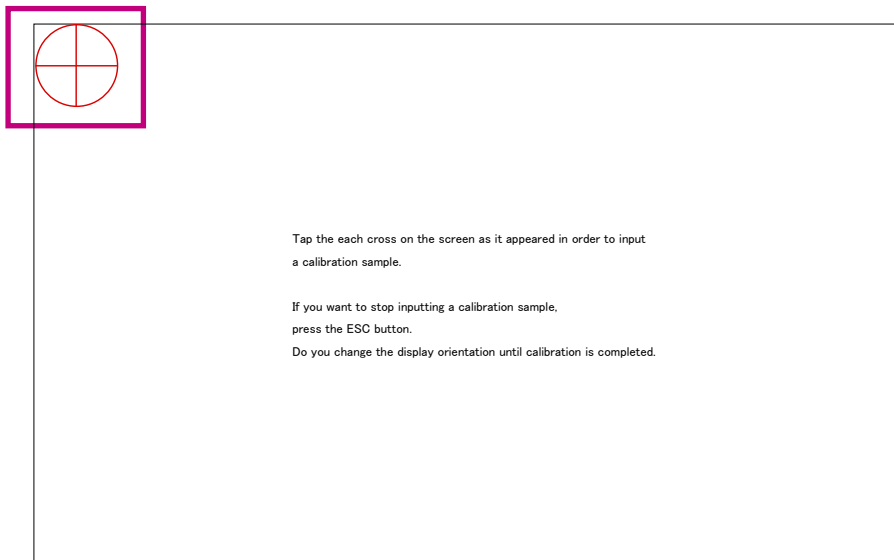 Tap the each cross on the screen as it appeared in order to input
a calibration sample.
If you want to stop inputting a calibration sample,
press the ESC button.
Do you change the display orientation until calibration is completed.